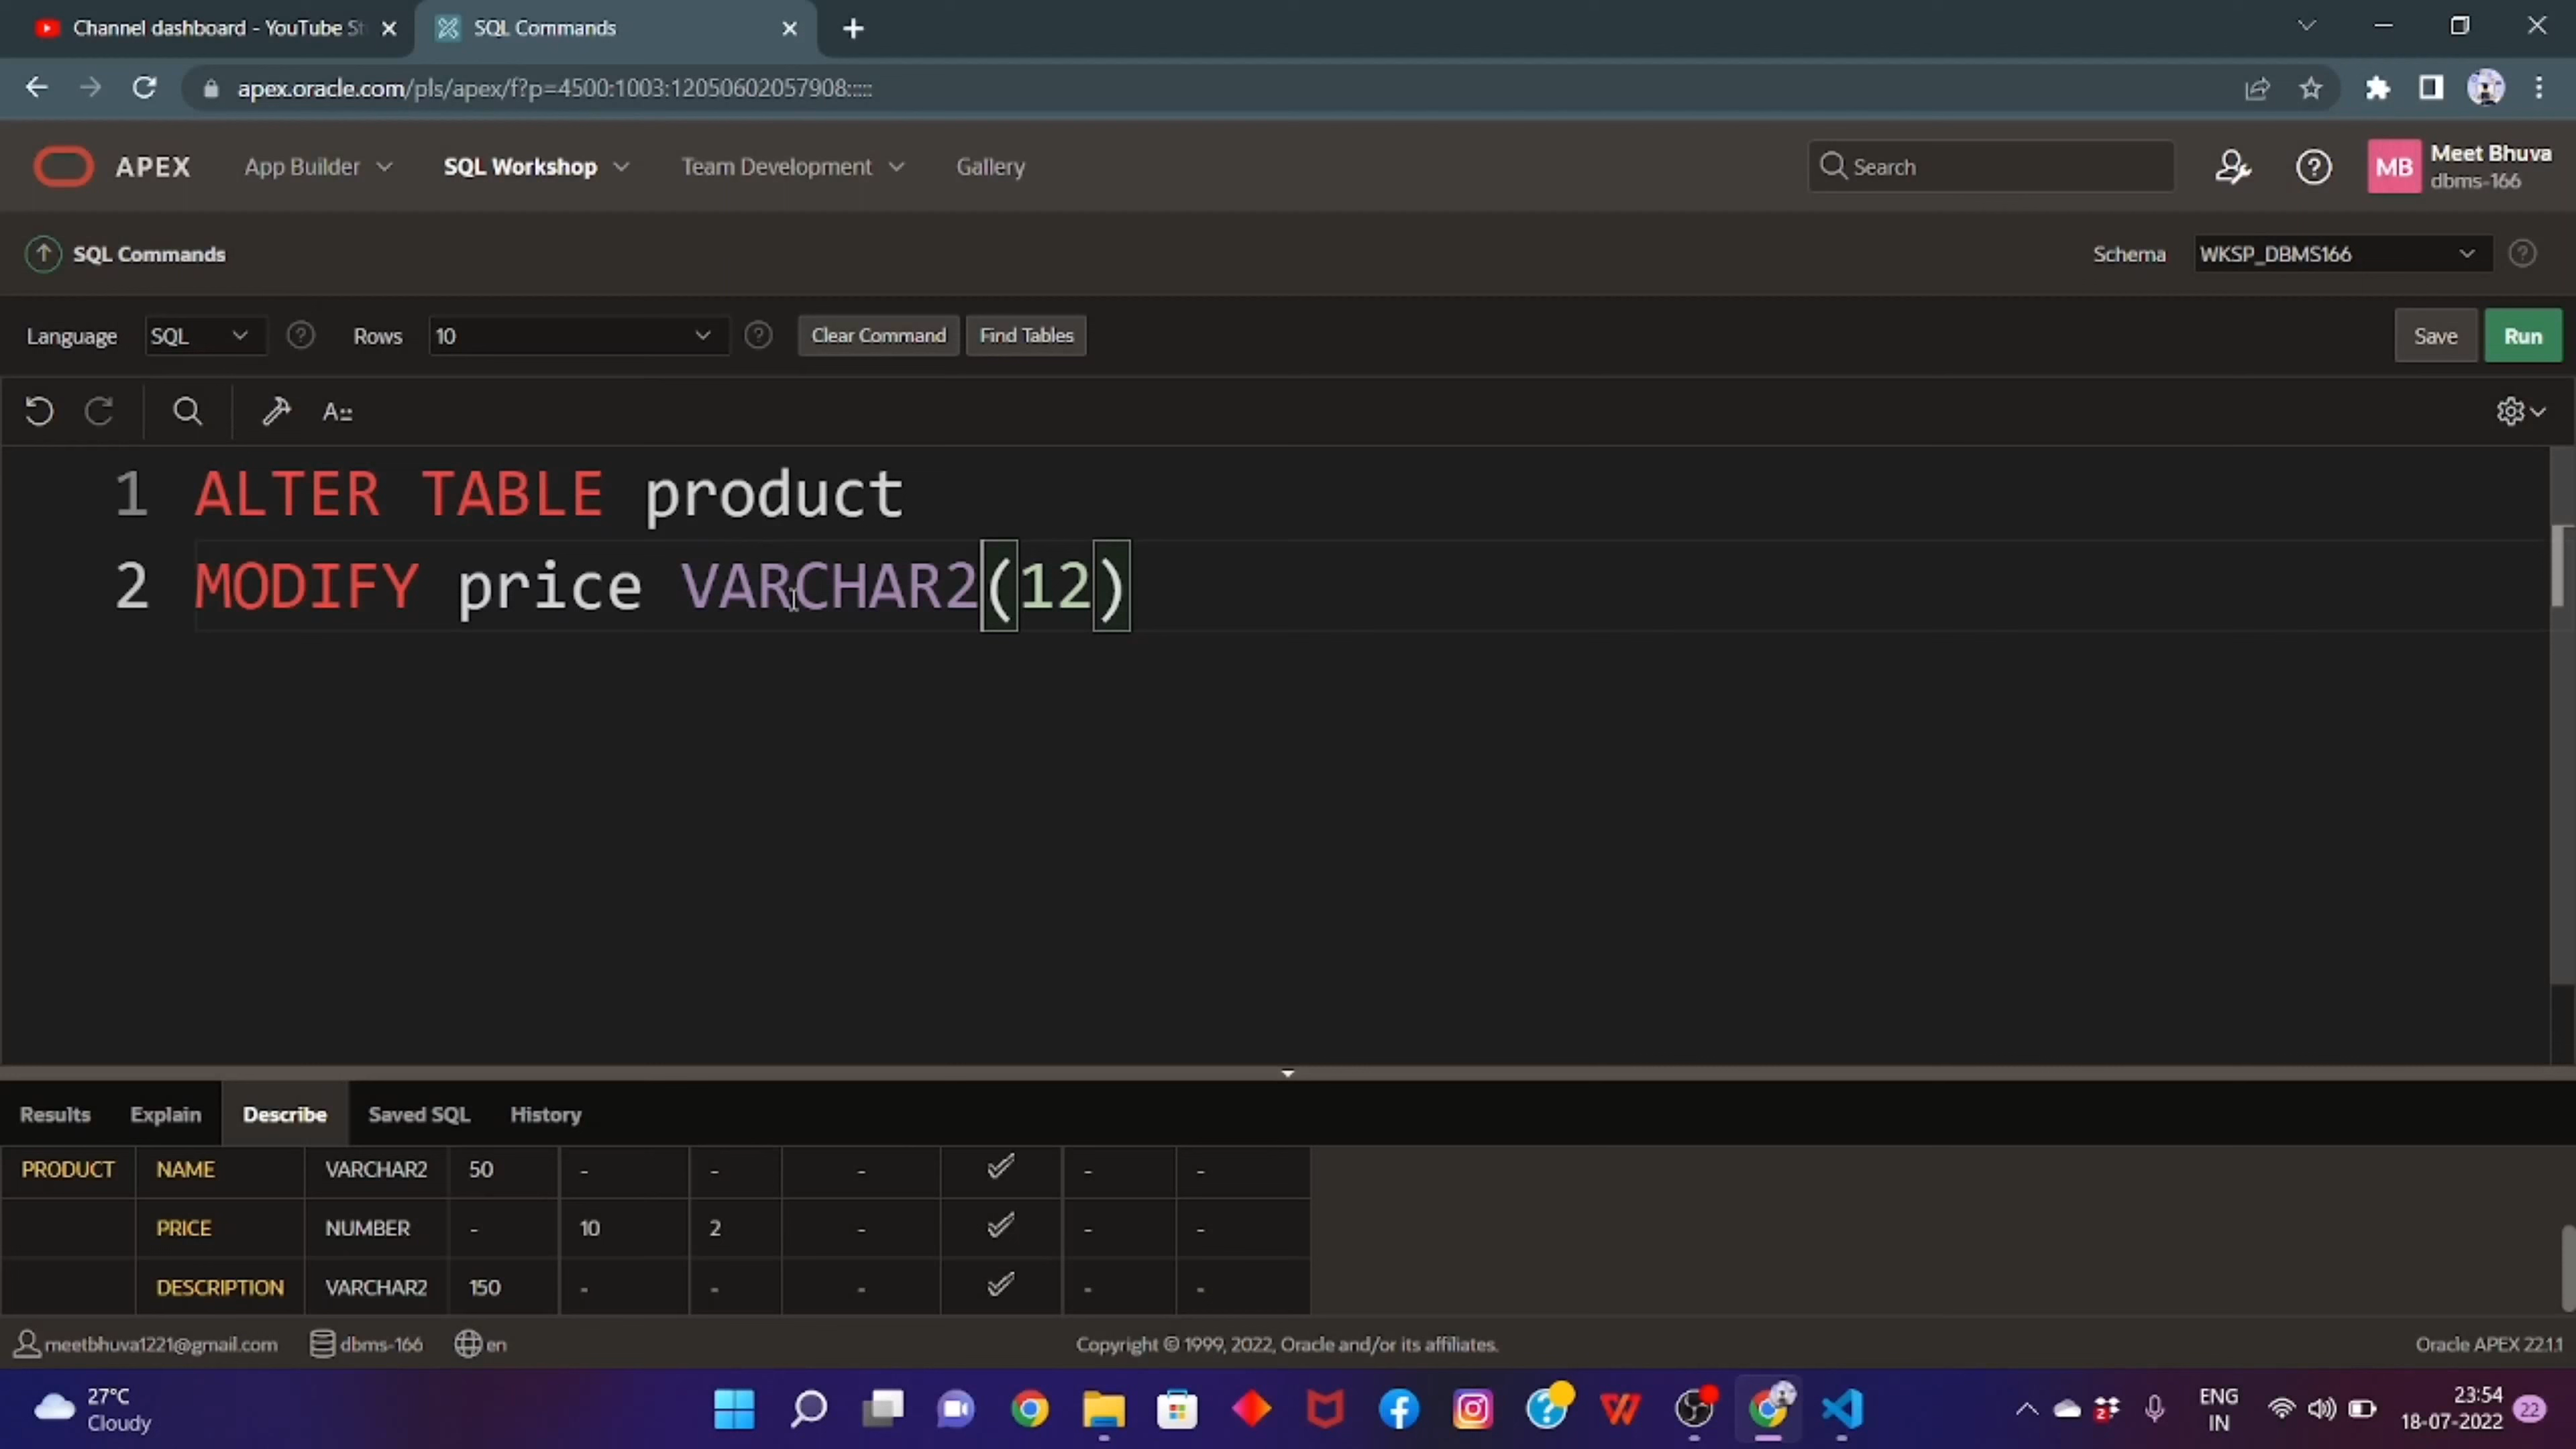 Channel dashboard - YouTube St
SQL Commands
apex.oracle.com/pls/apex/f?p=4500:1003:12050602057908:::::
APEX App Builder SQL Workshop Team Development Gallery Search MB Meet Bhuva
dbms-166
SQL Commands Schema WKSP_DBMS166
Language SQL Rows 10 Clear Command Find Tables Save Run
1 ALTER TABLE product
2 MODIFY price VARCHAR2(12)
Results Explain Describe Saved SQL History
PRODUCT NAME VARCHAR2 50 - - - - -
PRICE NUMBER - 10 2 - - -
DESCRIPTION VARCHAR2 150 - - - - -
meetbhuva1221@gmail.com dbms-166 en Copyright © 1999, 2022, Oracle and/or its affiliates. Oracle APEX 22.1.1
27°C
Cloudy
ENG
IN
23:54
18-07-2022
22